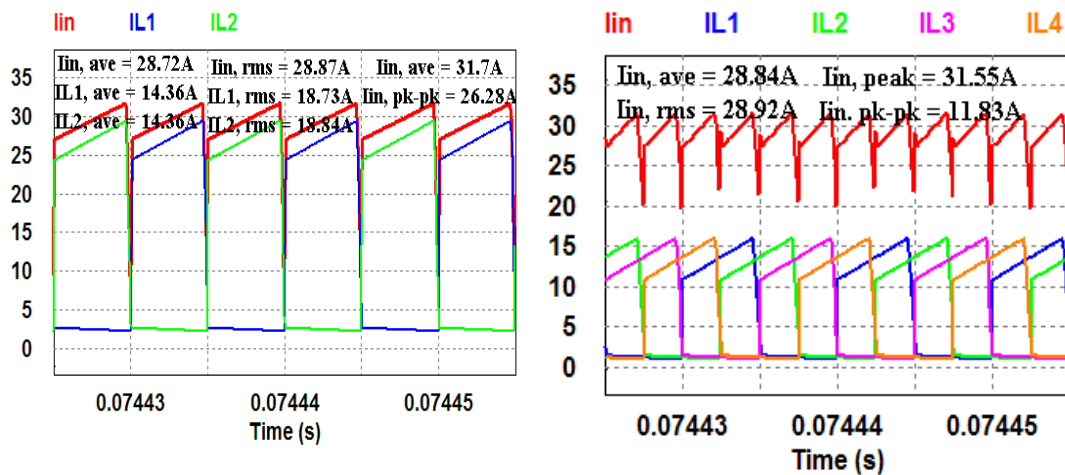 Iin IL1 IL2
Iin, ave = 28.72A Iin, rms = 28.87A Iin, ave = 31.7A
IL1, ave = 14.36A IL1, rms = 18.73A Iin, pk-pk = 26.28A
IL2, ave = 14.36A IL2, rms = 18.84A
35
30
25
20
15
10
5
0
0.07443 0.07444 0.07445
Time (s)
Iin IL1 IL2 IL3 IL4
Iin, ave = 28.84A Iin, peak = 31.55A
Iin, rms = 28.92A Iin. pk-pk = 11.83A
35
30
25
20
15
10
5
0
0.07443 0.07444 0.07445
Time (s)